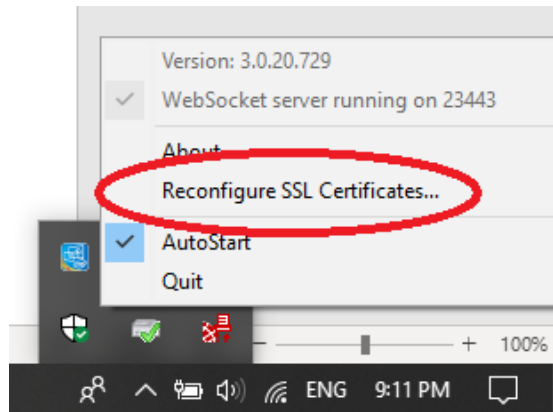 Version: 3.0.20.729
WebSocket server running on 23443
About
Reconfigure SSL Certificates...
AutoStart
Quit
100%
ENG 9:11 PM